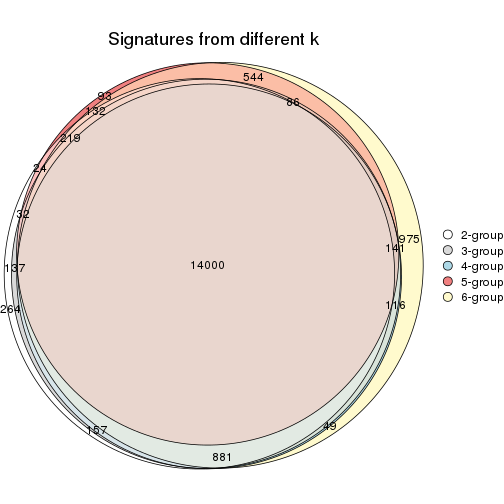 Signatures from different k
544
93
86
132
219
24
32
975
141
14000
137
264
116
157
49
881
2-group
3-group
4-group
5-group
6-group